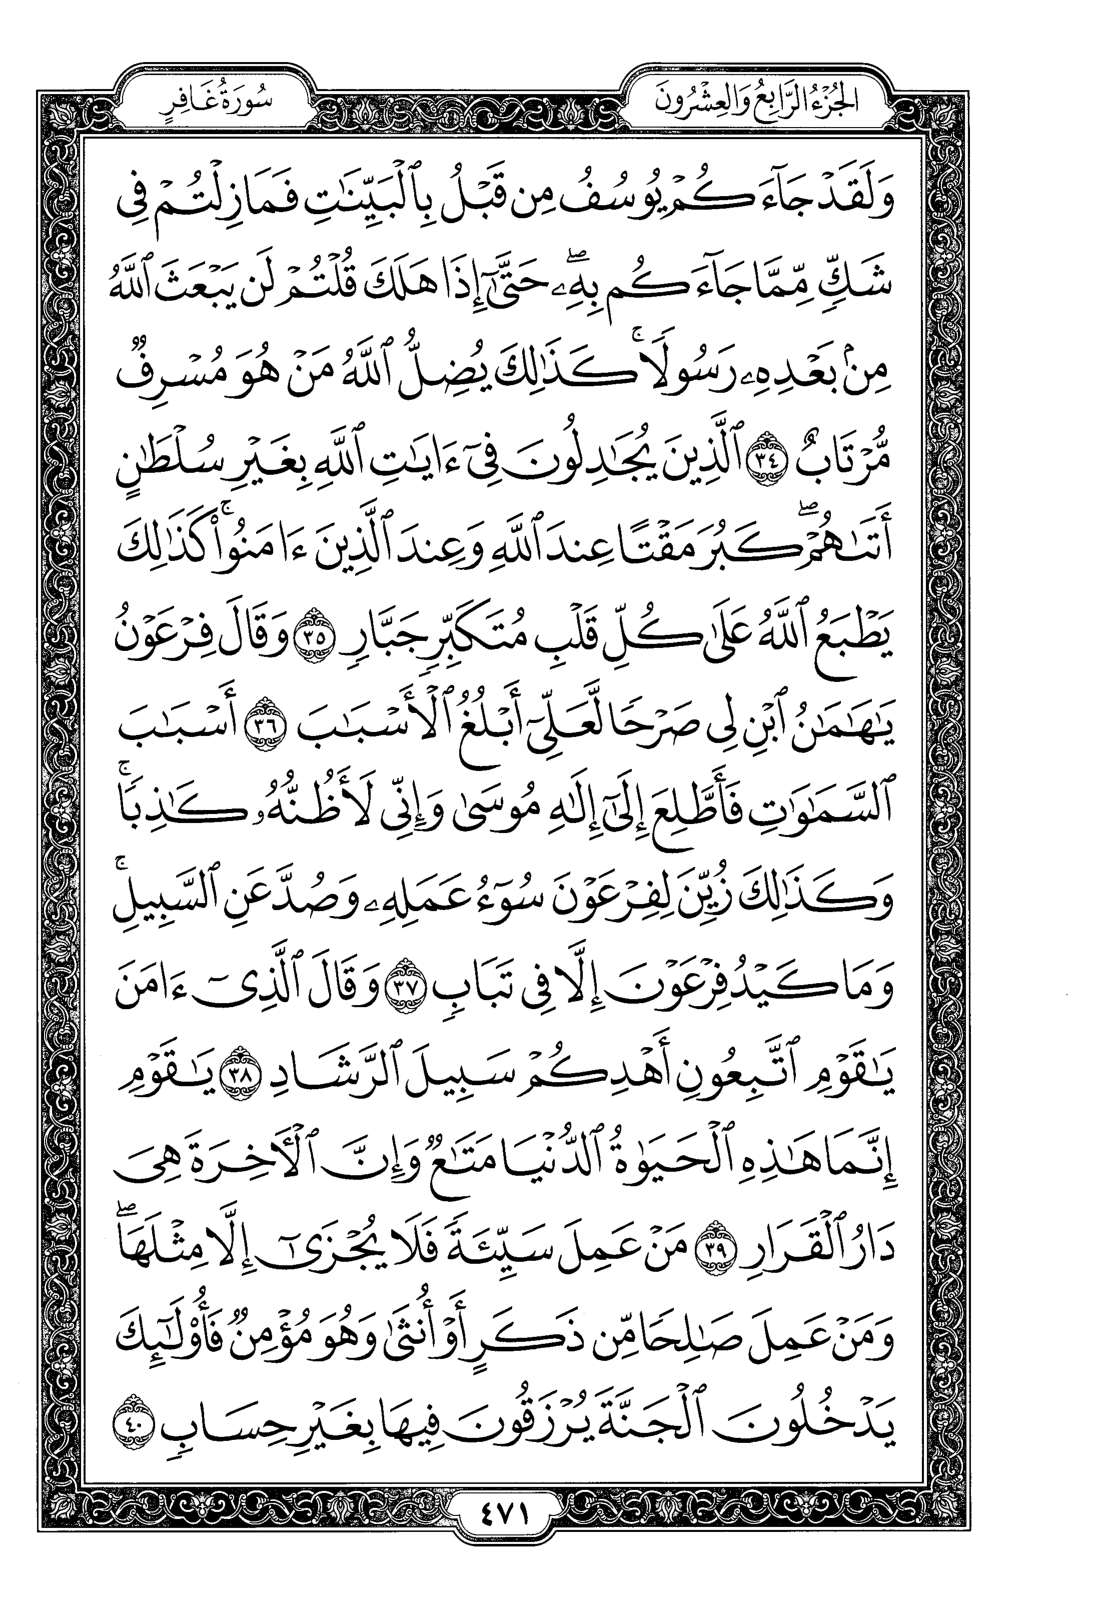 الجُزْءُ الرَّابِعُ وَالعِشْرُونَ
سُورَةُ غَافِرٍ
وَلَقَدْ جَآءَكُمْ يُوسُفُ مِن قَبْلُ بِٱلْبَيِّنَٰتِ فَمَازِلْتُمْ فِى
شَكٍّ مِّمَّا جَآءَكُم بِهِۦۖ حَتَّىٰٓ إِذَا هَلَكَ قُلْتُمْ لَن يَبْعَثَ ٱللَّهُ
مِنۢ بَعْدِهِۦ رَسُولًاۚ كَذَٰلِكَ يُضِلُّ ٱللَّهُ مَنْ هُوَ مُسْرِفٌ
مُّرْتَابٌ ٣٤ ٱلَّذِينَ يُجَٰدِلُونَ فِىٓ ءَايَٰتِ ٱللَّهِ بِغَيْرِ سُلْطَٰنٍ
أَتَىٰهُمْۖ كَبُرَ مَقْتًا عِندَ ٱللَّهِ وَعِندَ ٱلَّذِينَ ءَامَنُوا۟ۚ كَذَٰلِكَ
يَطْبَعُ ٱللَّهُ عَلَىٰ كُلِّ قَلْبِ مُتَكَبِّرٍ جَبَّارٍ ٣٥ وَقَالَ فِرْعَوْنُ
يَٰهَٰمَٰنُ ٱبْنِ لِى صَرْحًا لَّعَلِّىٓ أَبْلُغُ ٱلْأَسْبَٰبَ ٣٦ أَسْبَٰبَ
ٱلسَّمَٰوَٰتِ فَأَطَّلِعَ إِلَىٰٓ إِلَٰهِ مُوسَىٰ وَإِنِّى لَأَظُنُّهُۥ كَٰذِبًاۚ
وَكَذَٰلِكَ زُيِّنَ لِفِرْعَوْنَ سُوٓءُ عَمَلِهِۦ وَصُدَّ عَنِ ٱلسَّبِيلِۚ
وَمَا كَيْدُ فِرْعَوْنَ إِلَّا فِى تَبَابٍ ٣٧ وَقَالَ ٱلَّذِىٓ ءَامَنَ
يَٰقَوْمِ ٱتَّبِعُونِ أَهْدِكُمْ سَبِيلَ ٱلرَّشَادِ ٣٨ يَٰقَوْمِ
إِنَّمَا هَٰذِهِ ٱلْحَيَوٰةُ ٱلدُّنْيَا مَتَٰعٌ وَإِنَّ ٱلْءَاخِرَةَ هِىَ
دَارُ ٱلْقَرَارِ ٣٩ مَنْ عَمِلَ سَيِّئَةً فَلَا يُجْزَىٰٓ إِلَّا مِثْلَهَاۖ
وَمَنْ عَمِلَ صَٰلِحًا مِّن ذَكَرٍ أَوْ أُنثَىٰ وَهُوَ مُؤْمِنٌ فَأُو۟لَٰٓئِكَ
يَدْخُلُونَ ٱلْجَنَّةَ يُرْزَقُونَ فِيهَا بِغَيْرِ حِسَابٍ ٤٠
٤٧١